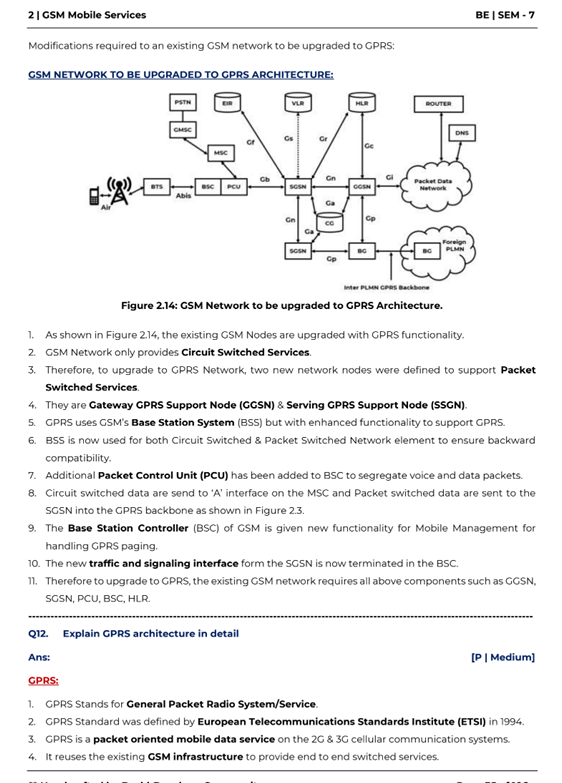 2 | GSM Mobile Services BE | SEM - 7
Modifications required to an existing GSM network to be upgraded to GPRS:
GSM NETWORK TO BE UPGRADED TO GPRS ARCHITECTURE:
PSTN
EIR
VLR
HLR
ROUTER
GMSC
DNS
MSC
Gf
Gs
Gr
Gc
BTS
BSC
PCU
Gb
SGSN
Gn
GGSN
Gi
Packet Data
Network
Air
Abis
Ga
CG
Gn
Ga
Gp
SGSN
Gp
BG
BG
Foreign
PLMN
Inter PLMN GPRS Backbone
Figure 2.14: GSM Network to be upgraded to GPRS Architecture.
1. As shown in Figure 2.14, the existing GSM Nodes are upgraded with GPRS functionality.
2. GSM Network only provides Circuit Switched Services.
3. Therefore, to upgrade to GPRS Network, two new network nodes were defined to support Packet
Switched Services.
4. They are Gateway GPRS Support Node (GGSN) & Serving GPRS Support Node (SSGN).
5. GPRS uses GSM's Base Station System (BSS) but with enhanced functionality to support GPRS.
6. BSS is now used for both Circuit Switched & Packet Switched Network element to ensure backward
compatibility.
7. Additional Packet Control Unit (PCU) has been added to BSC to segregate voice and data packets.
8. Circuit switched data are send to 'A' interface on the MSC and Packet switched data are sent to the
SGSN into the GPRS backbone as shown in Figure 2.3.
9. The Base Station Controller (BSC) of GSM is given new functionality for Mobile Management for
handling GPRS paging.
10. The new traffic and signaling interface form the SGSN is now terminated in the BSC.
11. Therefore to upgrade to GPRS, the existing GSM network requires all above components such as GGSN,
SGSN, PCU, BSC, HLR.
Q12. Explain GPRS architecture in detail
Ans: [P | Medium]
GPRS:
1. GPRS Stands for General Packet Radio System/Service.
2. GPRS Standard was defined by European Telecommunications Standards Institute (ETSI) in 1994.
3. GPRS is a packet oriented mobile data service on the 2G & 3G cellular communication systems.
4. It reuses the existing GSM infrastructure to provide end to end switched services.